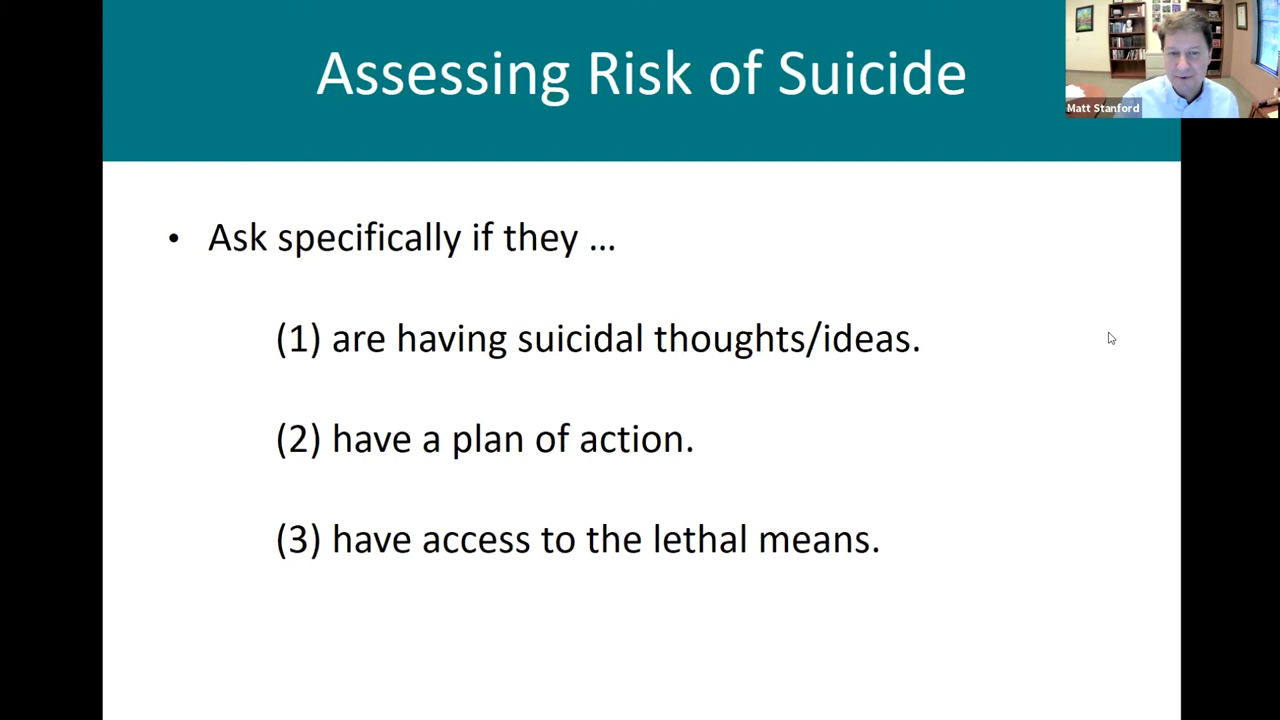 Assessing Risk of Suicide
Matt Stanford
• Ask specifically if they ...
(1) are having suicidal thoughts/ideas.
(2) have a plan of action.
(3) have access to the lethal means.